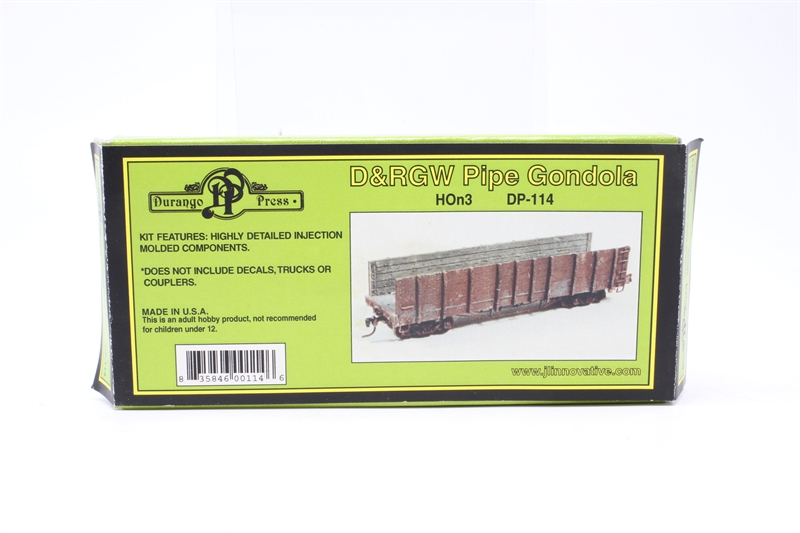 Durango DP Press.
D&RGW Pipe Gondola
HOn3 DP-114
KIT FEATURES: HIGHLY DETAILED INJECTION
MOLDED COMPONENTS.
*DOES NOT INCLUDE DECALS, TRUCKS OR
COUPLERS.
MADE IN U.S.A.
This is an adult hobby product, not recommended
for children under 12.
8 35846 00114 6
www.jlinnovative.com